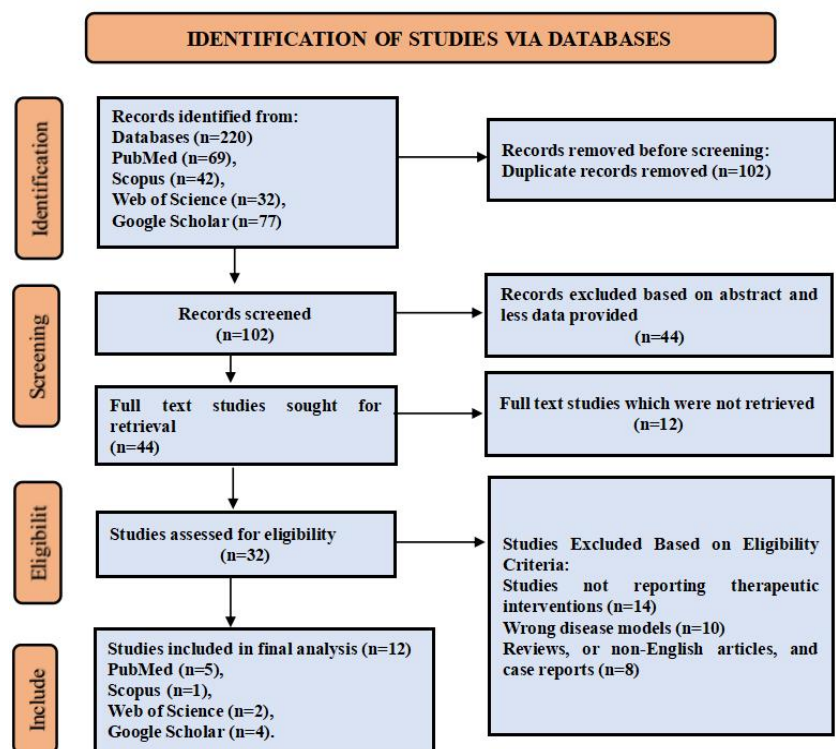 IDENTIFICATION OF STUDIES VIA DATABASES
Identification
Records identified from:
Databases (n=220)
PubMed (n=69),
Scopus (n=42),
Web of Science (n=32),
Google Scholar (n=77)
Records removed before screening:
Duplicate records removed (n=102)
Screening
Records screened
(n=102)
Records excluded based on abstract and
less data provided
(n=44)
Full text studies sought for
retrieval
(n=44)
Full text studies which were not retrieved
(n=12)
Eligibilit
Studies assessed for eligibility
(n=32)
Studies Excluded Based on Eligibility
Criteria:
Studies not reporting therapeutic
interventions (n=14)
Wrong disease models (n=10)
Reviews, or non-English articles, and
case reports (n=8)
Include
Studies included in final analysis (n=12)
PubMed (n=5),
Scopus (n=1),
Web of Science (n=2),
Google Scholar (n=4).